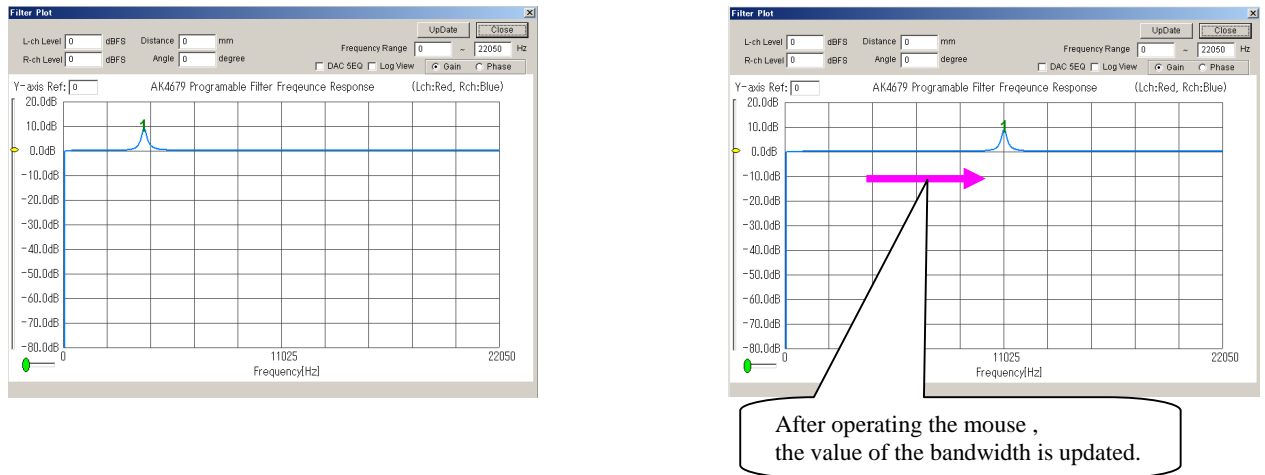 Filter Plot
UpDate Close
L-ch Level 0 dBFS Distance 0 mm
Frequency Range 0 ~ 22050 Hz
R-ch Level 0 dBFS Angle 0 degree
DAC 5EQ Log View Gain Phase
Y-axis Ref: 0 AK4679 Programable Filter Freqeunce Response (Lch:Red, Rch:Blue)
20.0dB
10.0dB
1
0.0dB
-10.0dB
-20.0dB
-30.0dB
-40.0dB
-50.0dB
-60.0dB
-70.0dB
-80.0dB
0 11025 22050
Frequency[Hz]
Filter Plot
UpDate Close
L-ch Level 0 dBFS Distance 0 mm
Frequency Range 0 ~ 22050 Hz
R-ch Level 0 dBFS Angle 0 degree
DAC 5EQ Log View Gain Phase
Y-axis Ref: 0 AK4679 Programable Filter Freqeunce Response (Lch:Red, Rch:Blue)
20.0dB
10.0dB
1
0.0dB
-10.0dB
-20.0dB
-30.0dB
-40.0dB
-50.0dB
-60.0dB
-70.0dB
-80.0dB
0 11025 22050
Frequency[Hz]
After operating the mouse ,
the value of the bandwidth is updated.